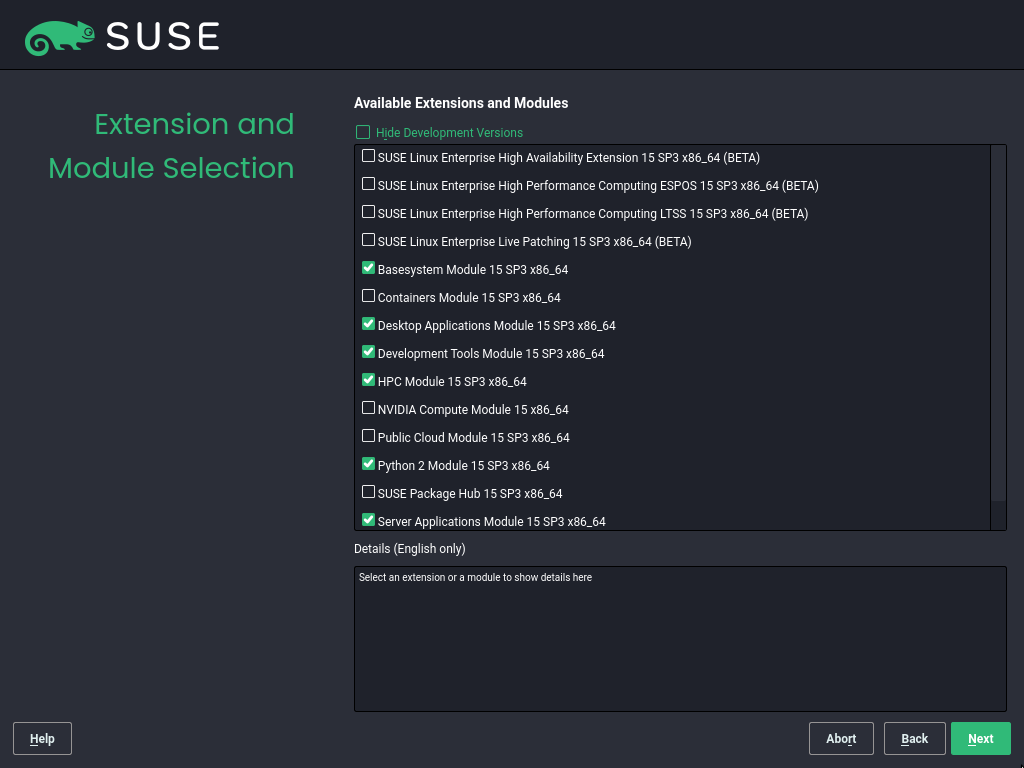 SUSE
Extension and
Module Selection
Available Extensions and Modules
Hide Development Versions
SUSE Linux Enterprise High Availability Extension 15 SP3 x86_64 (BETA)
SUSE Linux Enterprise High Performance Computing ESPOS 15 SP3 x86_64 (BETA)
SUSE Linux Enterprise High Performance Computing LTSS 15 SP3 x86_64 (BETA)
SUSE Linux Enterprise Live Patching 15 SP3 x86_64 (BETA)
Basesystem Module 15 SP3 x86_64
Containers Module 15 SP3 x86_64
Desktop Applications Module 15 SP3 x86_64
Development Tools Module 15 SP3 x86_64
HPC Module 15 SP3 x86_64
NVIDIA Compute Module 15 x86_64
Public Cloud Module 15 SP3 x86_64
Python 2 Module 15 SP3 x86_64
SUSE Package Hub 15 SP3 x86_64
Server Applications Module 15 SP3 x86_64
Details (English only)
Select an extension or a module to show details here
Help
Abort
Back
Next